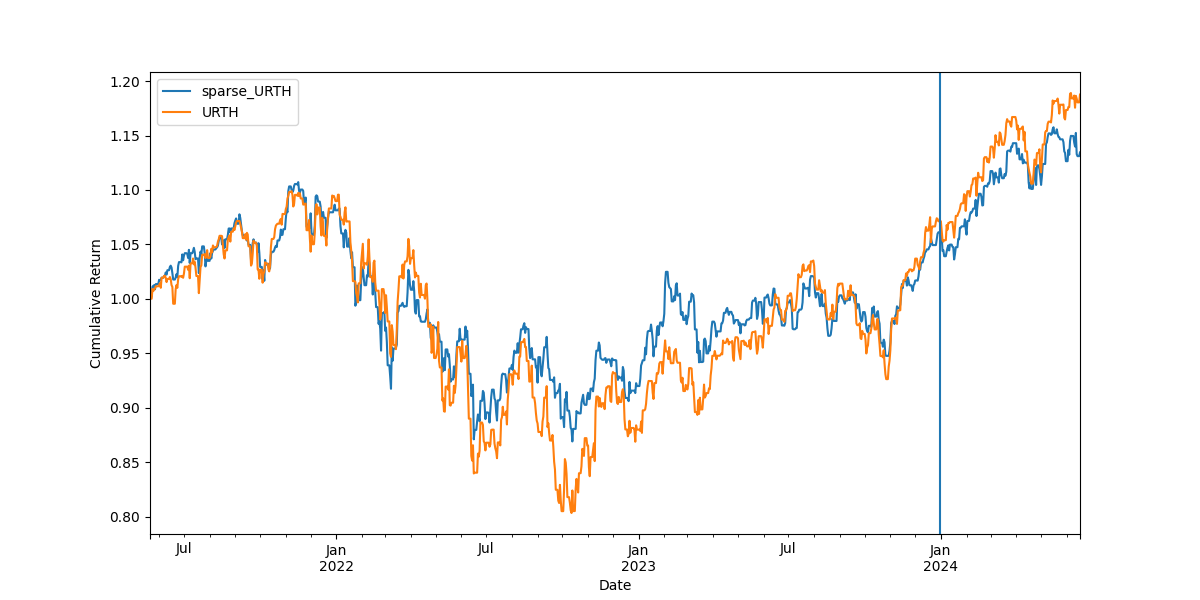 sparse_URTH
URTH
1.20
1.15
1.10
1.05
1.00
0.95
0.90
0.85
0.80
Cumulative Return
Jul Jan Jul Jan Jul Jan
2022 2023 2024
Date